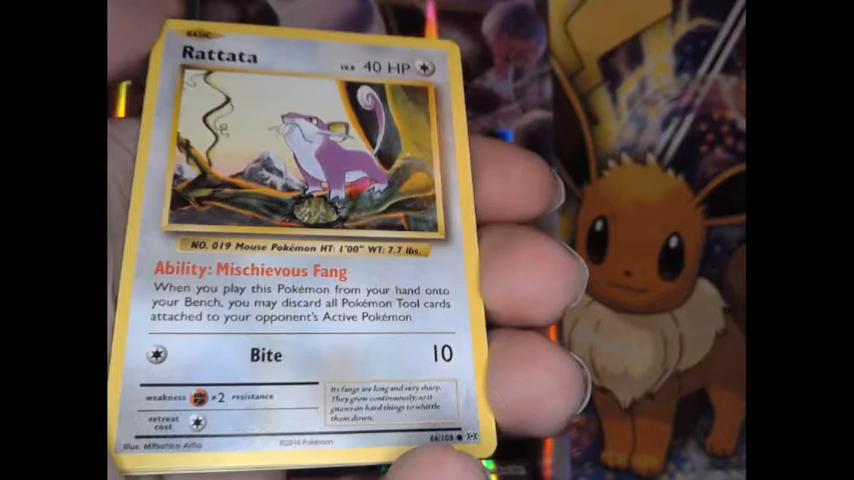 BASIC
Rattata
LV.8 40 HP
NO. 019 Mouse Pokémon HT: 1'00" WT: 7.7 lbs.
Ability: Mischievous Fang
When you play this Pokémon from your hand onto
your Bench, you may discard all Pokémon Tool cards
attached to your opponent's Active Pokémon.
Bite 10
weakness ×2 resistance
retreat
cost
Its fangs are long and very sharp.
They grow continuously, so it
gnaws on hard things to whittle
them down.
Illus. Mitsuhiro Arita
©2016 Pokémon
66/108